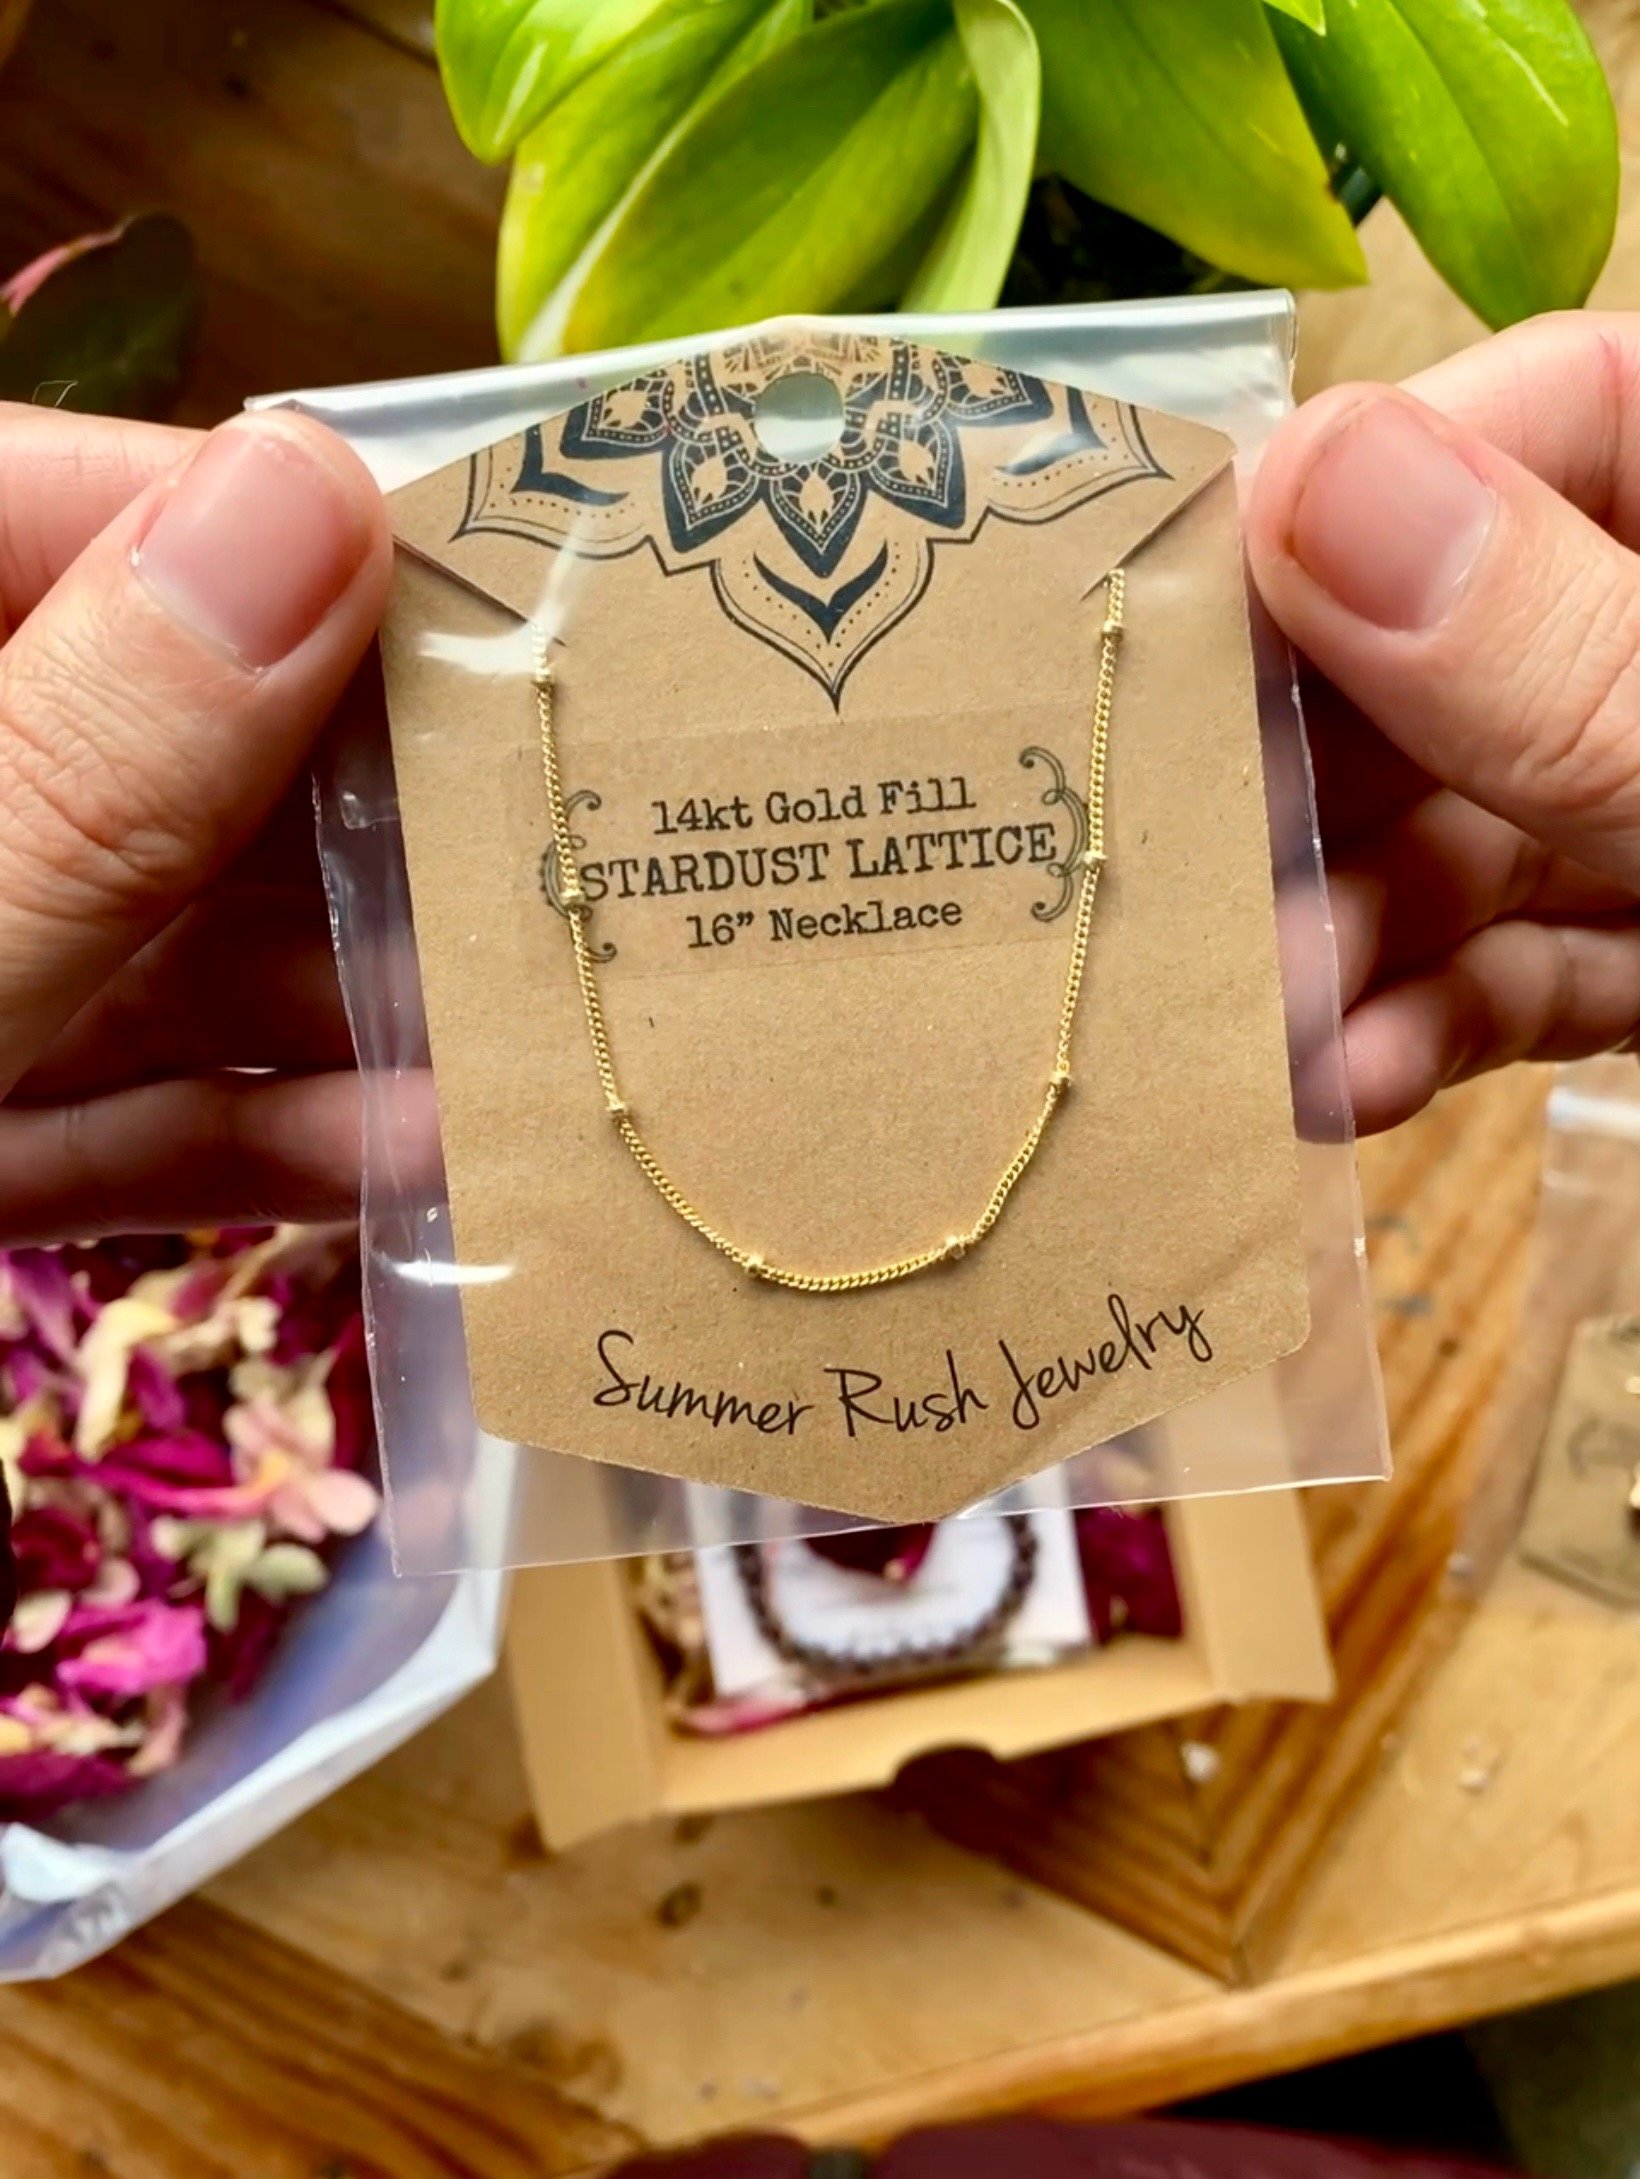 14kt Gold Fill
STARDUST LATTICE
16” Necklace
Summer Rush Jewelry